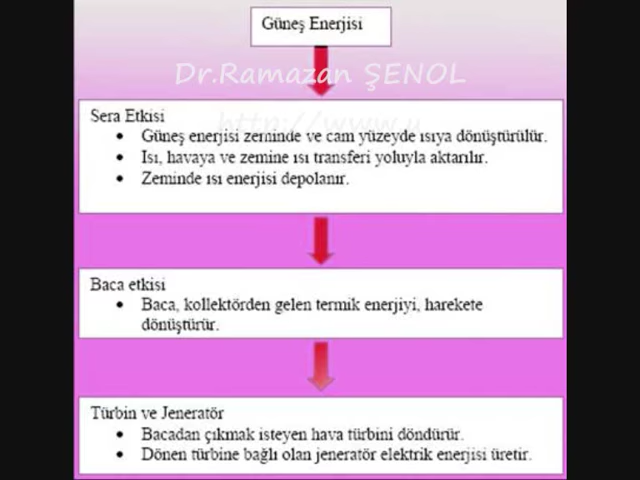 Güneş Enerjisi
Dr.Ramazan ŞENOL
http://www.u
Sera Etkisi
• Güneş enerjisi zeminde ve cam yüzeyde ısıya dönüştürülür.
• Isı, havaya ve zemine ısı transferi yoluyla aktarılır.
• Zeminde ısı enerjisi depolanır.
Baca etkisi
• Baca, kollektörden gelen termik enerjiyi, harekete
dönüştürür.
Türbin ve Jeneratör
• Bacadan çıkmak isteyen hava türbini döndürür.
• Dönen türbine bağlı olan jeneratör elektrik enerjisi üretir.